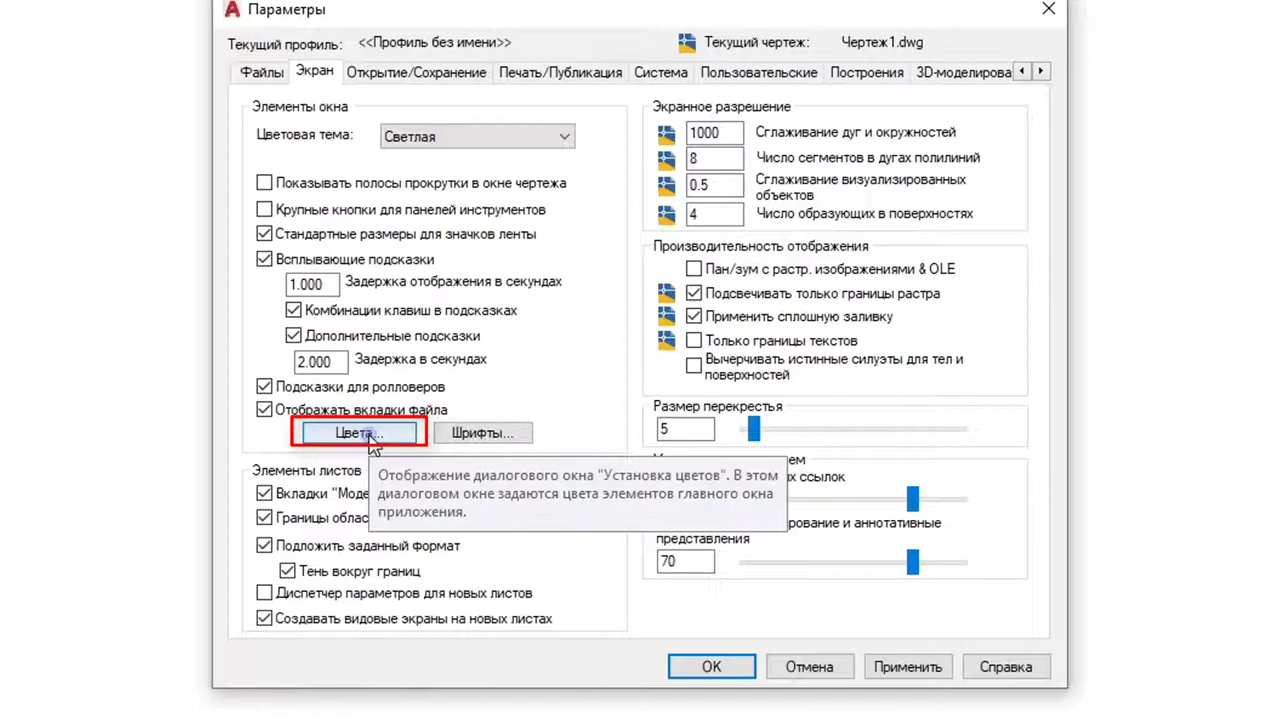 Параметры
Текущий профиль: <<Профиль без имени>> Текущий чертеж: Чертеж1.dwg
Файлы Экран Открытие/Сохранение Печать/Публикация Система Пользовательские Построения 3D-моделирова
Элементы окна
Цветовая тема: Светлая
Показывать полосы прокрутки в окне чертежа
Крупные кнопки для панелей инструментов
Стандартные размеры для значков ленты
Всплывающие подсказки
1.000 Задержка отображения в секундах
Комбинации клавиш в подсказках
Дополнительные подсказки
2.000 Задержка в секундах
Подсказки для ролловеров
Отображать вкладки файла
Цвета... Шрифты...
Отображение диалогового окна "Установка цветов". В этом
диалоговом окне задаются цвета элементов главного окна
приложения.
Элементы листов
Вкладки
Границы
Подложить заданный формат
Тень вокруг границ
Диспетчер параметров для новых листов
Создавать видовые экраны на новых листах
Экранное разрешение
1000 Сглаживание дуг и окружностей
8 Число сегментов в дугах полилиний
0.5 Сглаживание визуализированных
объектов
4 Число образующих в поверхностях
Производительность отображения
Пан/зум с растр. изображениями & OLE
Подсвечивать только границы растра
Применить сплошную заливку
Только границы текстов
Вычерчивать истинные силуэты для тел и
поверхностей
Размер перекрестья
5
ссылок
и аннотативные
представления
70
OK Отмена Применить Справка